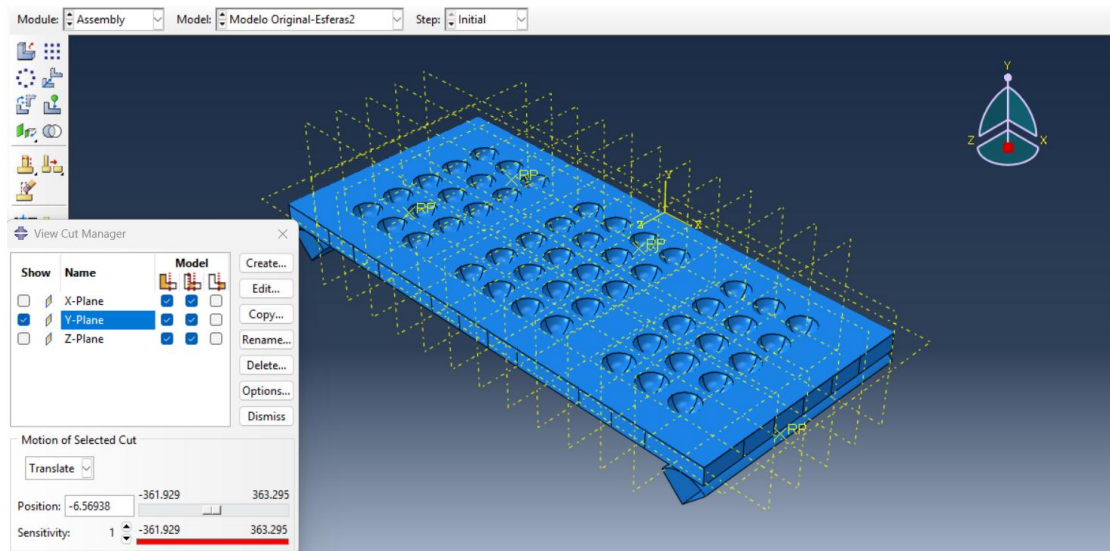 Module: Assembly Model: Modelo Original-Esferas2 Step: Initial
Y
Z X
RP
RP
Y
Z X
RP
RP
View Cut Manager
Show Name Model
X-Plane
Y-Plane
Z-Plane
Create...
Edit...
Copy...
Rename...
Delete...
Options...
Dismiss
Motion of Selected Cut
Translate
Position: -6.56938 -361.929 363.295
Sensitivity: 1 -361.929 363.295